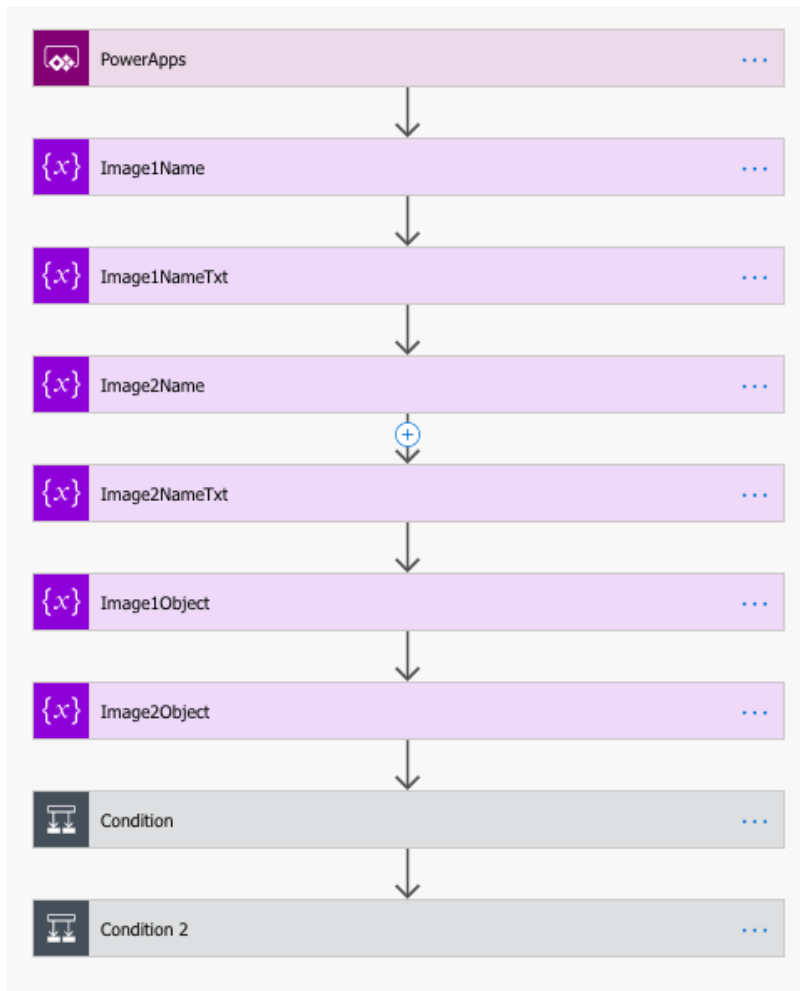 PowerApps
...
{x} Image1Name
...
{x} Image1NameTxt
...
{x} Image2Name
...
{x} Image2NameTxt
...
{x} Image1Object
...
{x} Image2Object
...
Condition
...
Condition 2
...